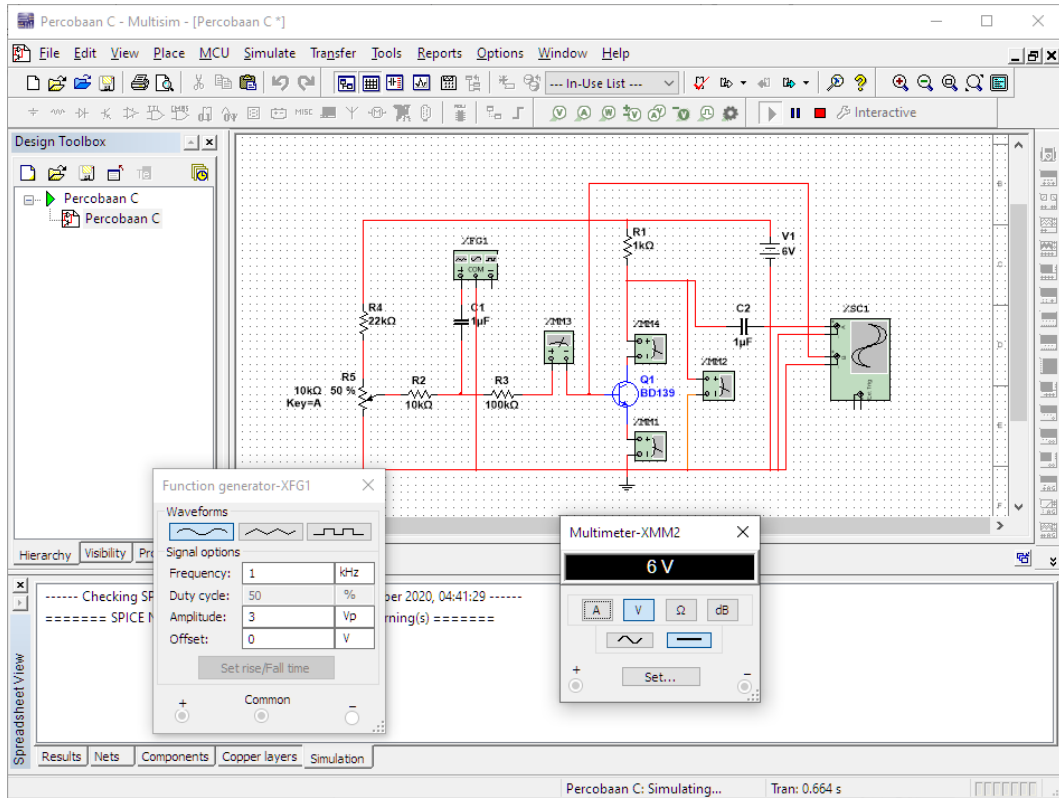 Percobaan C - Multisim - [Percobaan C *]
File Edit View Place MCU Simulate Transfer Tools Reports Options Window Help
--- In-Use List ---
MISC Interactive
Design Toolbox
Percobaan C
Percobaan C
Hierarchy Visibility Pro
XFG1
COM
R1
1kΩ
V1
6V
R4
22kΩ
C1
1µF
XMM3
XMM4
C2
1µF
XSC1
Ext Trig
XMM2
R5
10kΩ 50 %
Key=A
R2
10kΩ
R3
100kΩ
Q1
BD139
XMM1
Function generator-XFG1
Waveforms
Signal options
Frequency: 1 kHz
Duty cycle: 50 %
Amplitude: 3 Vp
Offset: 0 V
Set rise/Fall time
+ Common -
Multimeter-XMM2
6 V
A V Ω dB
+ Set... -
------ Checking SP ber 2020, 04:41:29 ------
======= SPICE N rning(s) =======
Spreadsheet View
Results Nets Components Copper layers Simulation
Percobaan C: Simulating... Tran: 0.664 s